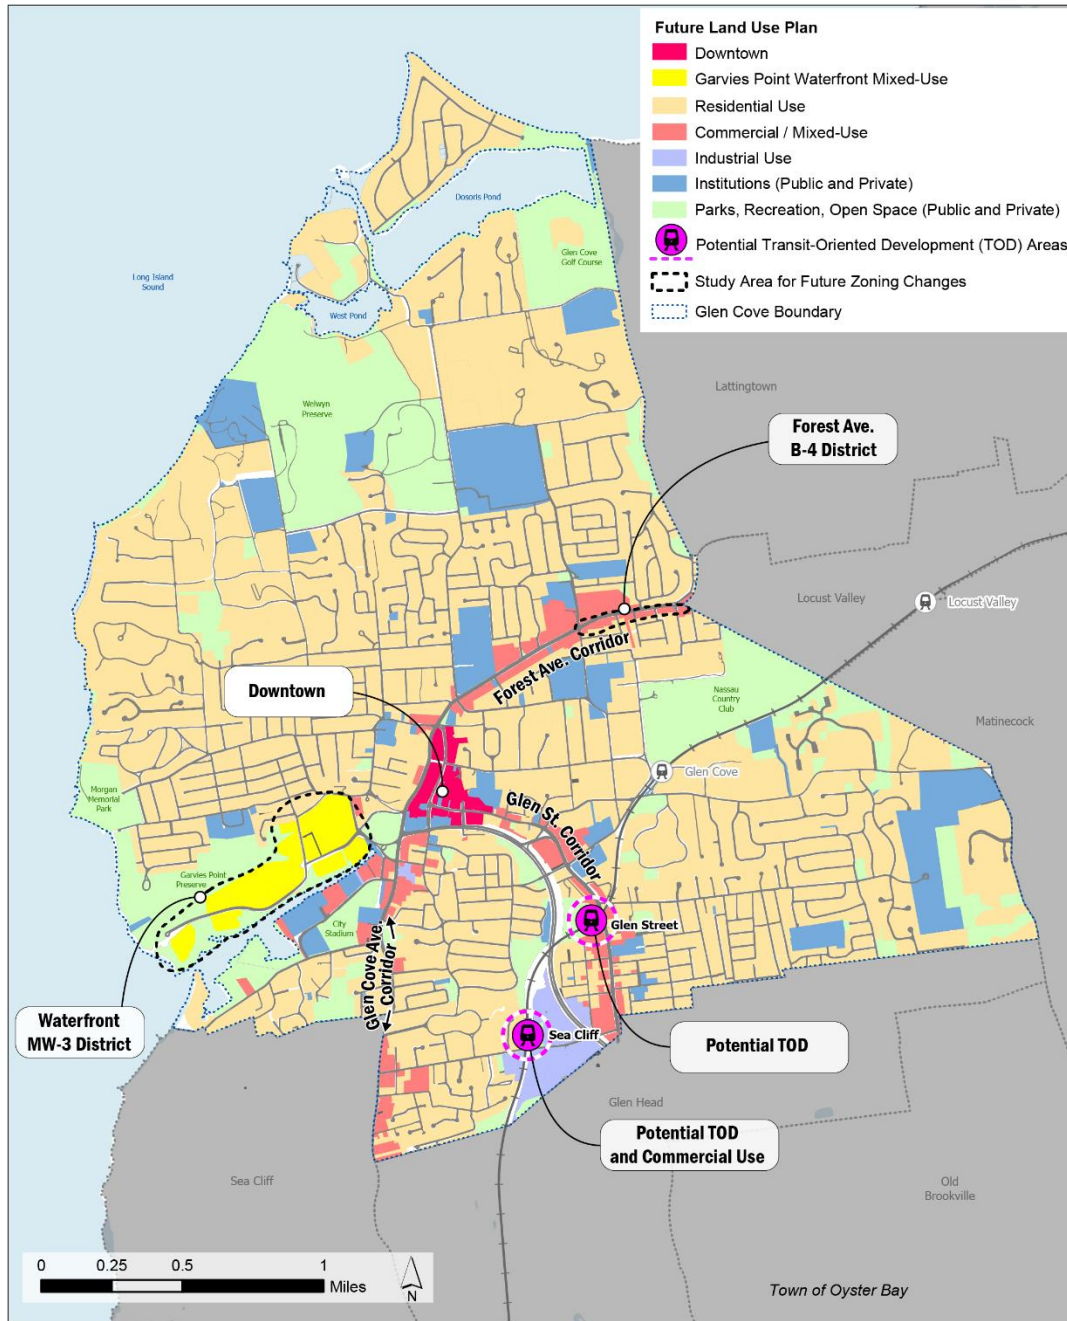 Future Land Use Plan
Downtown
Garvies Point Waterfront Mixed-Use
Residential Use
Commercial / Mixed-Use
Industrial Use
Institutions (Public and Private)
Parks, Recreation, Open Space (Public and Private)
Potential Transit-Oriented Development (TOD) Areas
Study Area for Future Zoning Changes
Glen Cove Boundary
Dosoris Pond
Glen Cove
Golf Course
Long Island
Sound
West Pond
Lattingtown
Welwyn
Preserve
Forest Ave.
B-4 District
Locust Valley
Locust Valley
Forest Ave. Corridor
Downtown
Nassau
Country
Club
Matinecock
Glen Cove
Morgan
Memorial
Park
Glen St. Corridor
Garvies Point
Preserve
City
Stadium
Glen Street
Glen Cove Ave.
Corridor
Waterfront
MW-3 District
Sea Cliff
Potential TOD
Glen Head
Potential TOD
and Commercial Use
Sea Cliff
Old
Brookville
0 0.25 0.5 1
Miles
N
Town of Oyster Bay